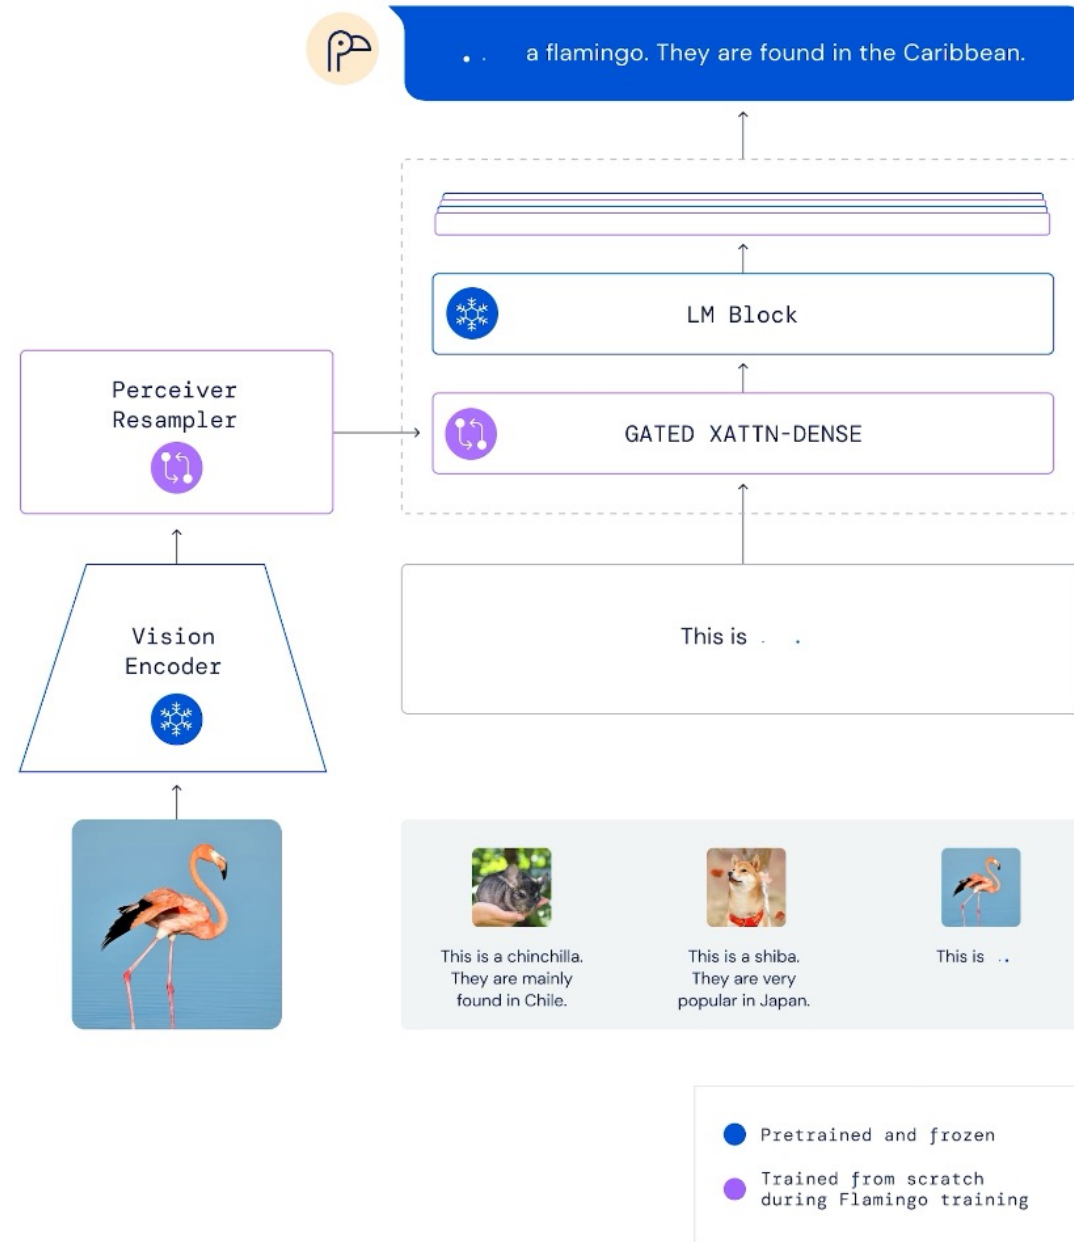 a flamingo. They are found in the Caribbean.
LM Block
Perceiver
Resampler
GATED XATTN-DENSE
Vision
Encoder
This is
This is a chinchilla.
They are mainly
found in Chile.
This is a shiba.
They are very
popular in Japan.
This is
Pretrained and frozen
Trained from scratch
during Flamingo training